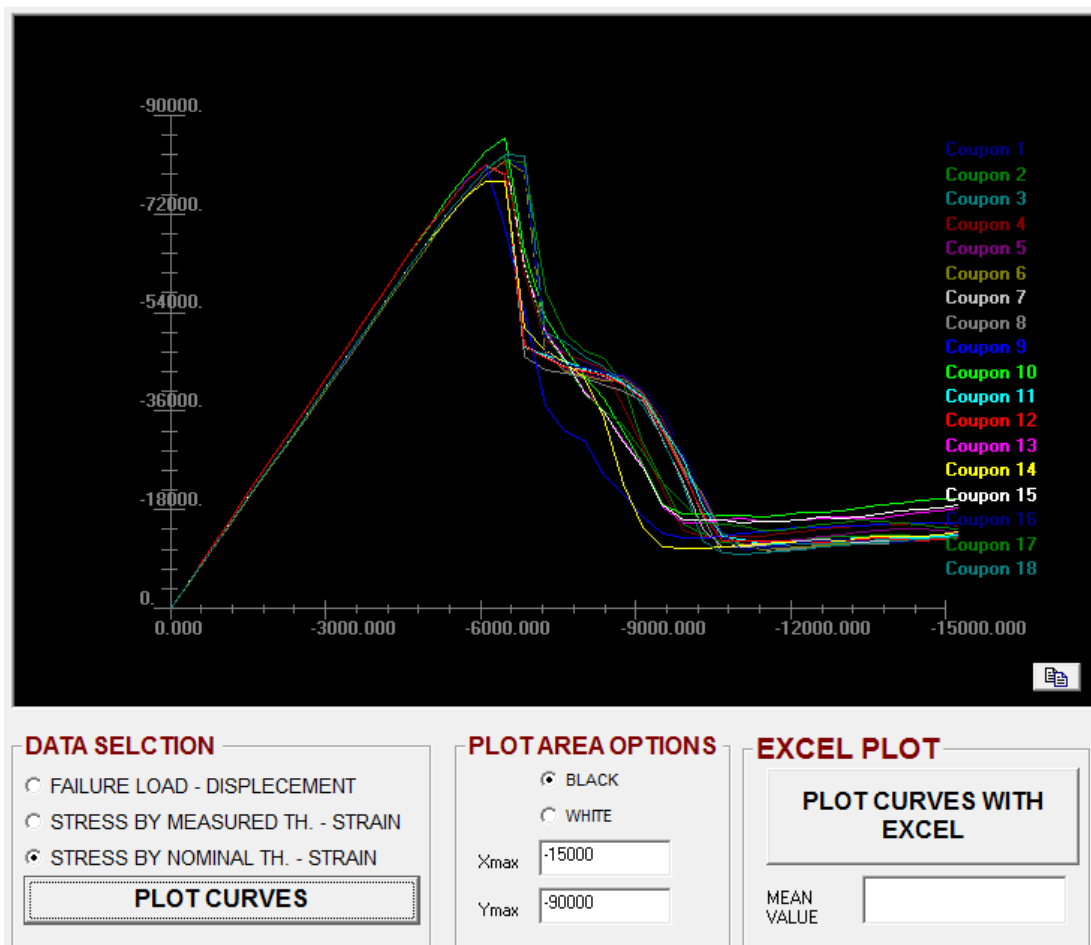 -90000.
-72000.
-54000.
-36000.
-18000.
0.
0.000 -3000.000 -6000.000 -9000.000 -12000.000 -15000.000
Coupon 1
Coupon 2
Coupon 3
Coupon 4
Coupon 5
Coupon 6
Coupon 7
Coupon 8
Coupon 9
Coupon 10
Coupon 11
Coupon 12
Coupon 13
Coupon 14
Coupon 15
Coupon 16
Coupon 17
Coupon 18
DATA SELCTION
FAILURE LOAD - DISPLECEMENT
STRESS BY MEASURED TH. - STRAIN
STRESS BY NOMINAL TH. - STRAIN
PLOT CURVES
PLOT AREA OPTIONS
BLACK
WHITE
Xmax -15000
Ymax -90000
EXCEL PLOT
PLOT CURVES WITH
EXCEL
MEAN
VALUE